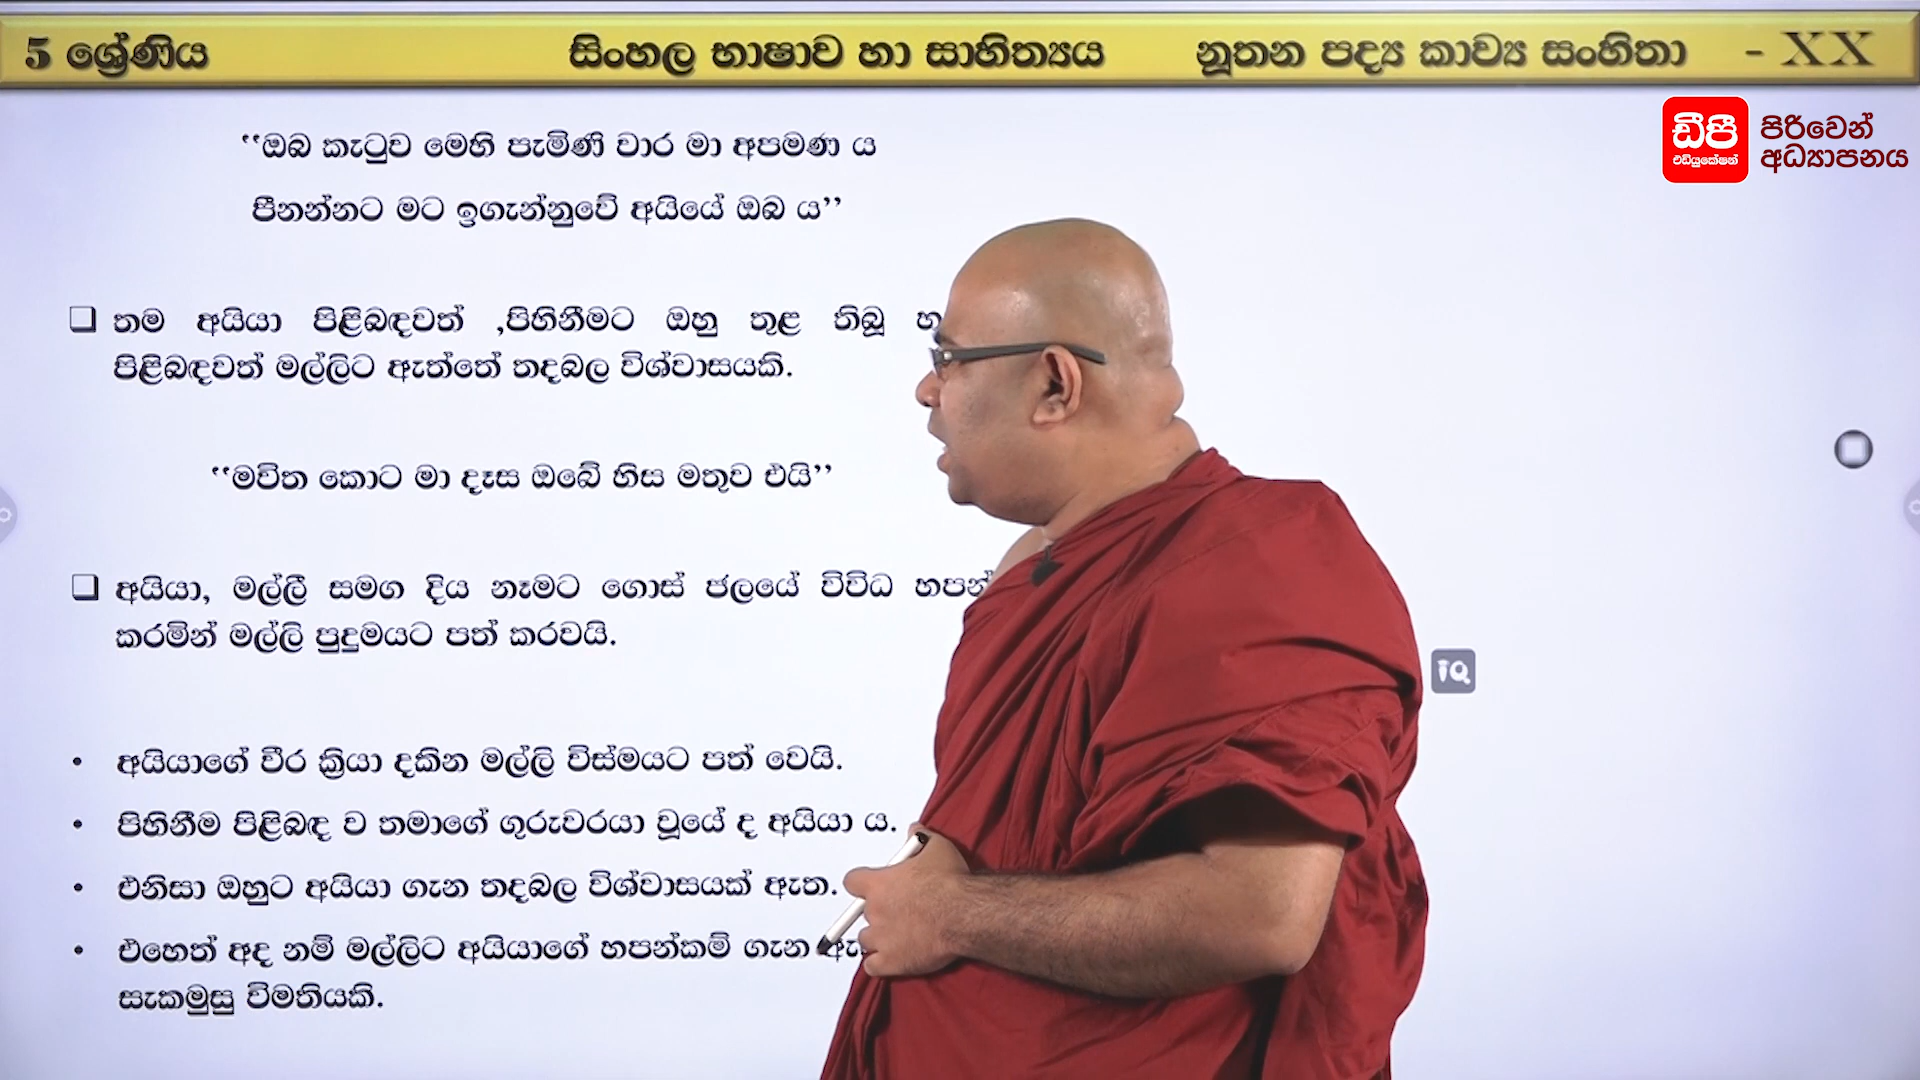 5 ශ්‍රේණිය සිංහල භාෂාව හා සාහිත්‍යය නූතන පද්‍ය කාව්‍ය සංහිතා - XX
ඩීපී එඩියුකේෂන් පිරිවෙන් අධ්‍යාපනය
‘‘ඔබ කැටුව මෙහි පැමිණි වාර මා අපමණ ය
පීනන්නට මට ඉගැන්නුවේ අයියේ ඔබ ය’’
තම අයියා පිළිබඳවත් ,පිහිනීමට ඔහු තුළ තිබූ
පිළිබඳවත් මල්ලිට ඇත්තේ තදබල විශ්වාසයකි.
‘‘මවිත කොට මා දෑස ඔබේ හිස මතුව එයි’’
අයියා, මල්ලී සමග දිය නෑමට ගොස් ජලයේ විවිධ
කරමින් මල්ලි පුදුමයට පත් කරවයි.
• අයියාගේ වීර ක්‍රියා දකින මල්ලි විස්මයට පත් වෙයි.
• පිහිනීම පිළිබඳ ව තමාගේ ගුරුවරයා වූයේ ද අයියා ය.
• එනිසා ඔහුට අයියා ගැන තදබල විශ්වාසයක් ඇත.
• එහෙත් අද නම් මල්ලිට අයියාගේ හපන්කම් ගැන
සැකමුසු විමතියකි.